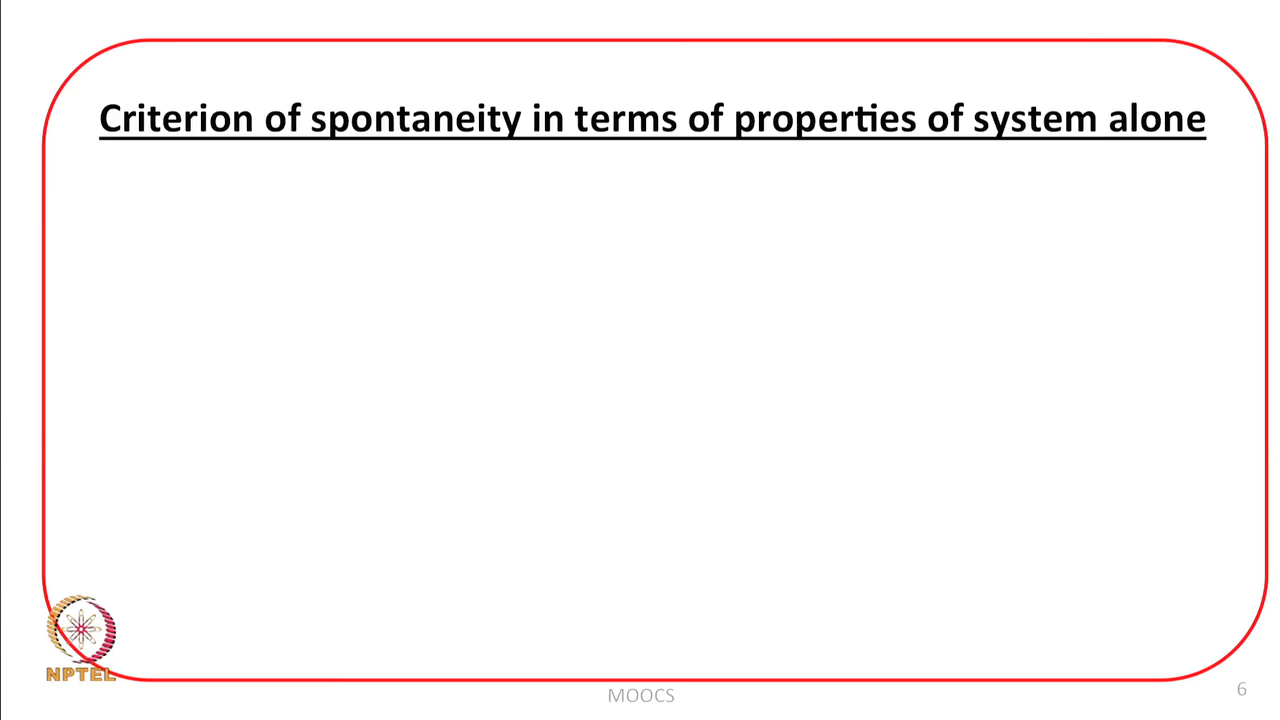 Criterion of spontaneity in terms of properties of system alone
NPTEL
MOOCS
6